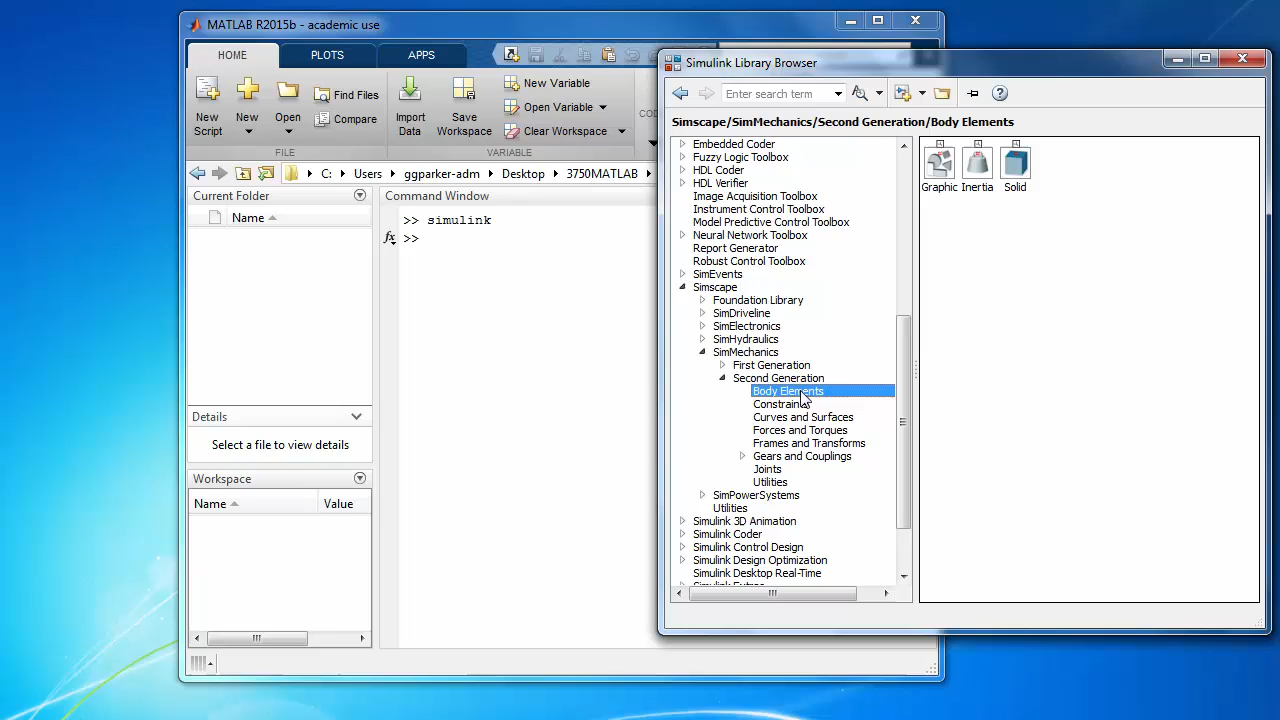 MATLAB R2015b - academic use
HOME
PLOTS
APPS
New Script
New
Open
Find Files
Compare
Import Data
Save Workspace
New Variable
Open Variable
Clear Workspace
FILE
VARIABLE
C:
Users
ggparker-adm
Desktop
3750MATLAB
Current Folder
Name
Details
Select a file to view details
Workspace
Name
Value
Command Window
>> simulink
fx >>
Simulink Library Browser
Enter search term
Simscape/SimMechanics/Second Generation/Body Elements
Embedded Coder
Fuzzy Logic Toolbox
HDL Coder
HDL Verifier
Image Acquisition Toolbox
Instrument Control Toolbox
Model Predictive Control Toolbox
Neural Network Toolbox
Report Generator
Robust Control Toolbox
SimEvents
Simscape
Foundation Library
SimDriveline
SimElectronics
SimHydraulics
SimMechanics
First Generation
Second Generation
Body Elements
Constraints
Curves and Surfaces
Forces and Torques
Frames and Transforms
Gears and Couplings
Joints
Utilities
SimPowerSystems
Utilities
Simulink 3D Animation
Simulink Coder
Simulink Control Design
Simulink Design Optimization
Simulink Desktop Real-Time
Graphic
Inertia
Solid